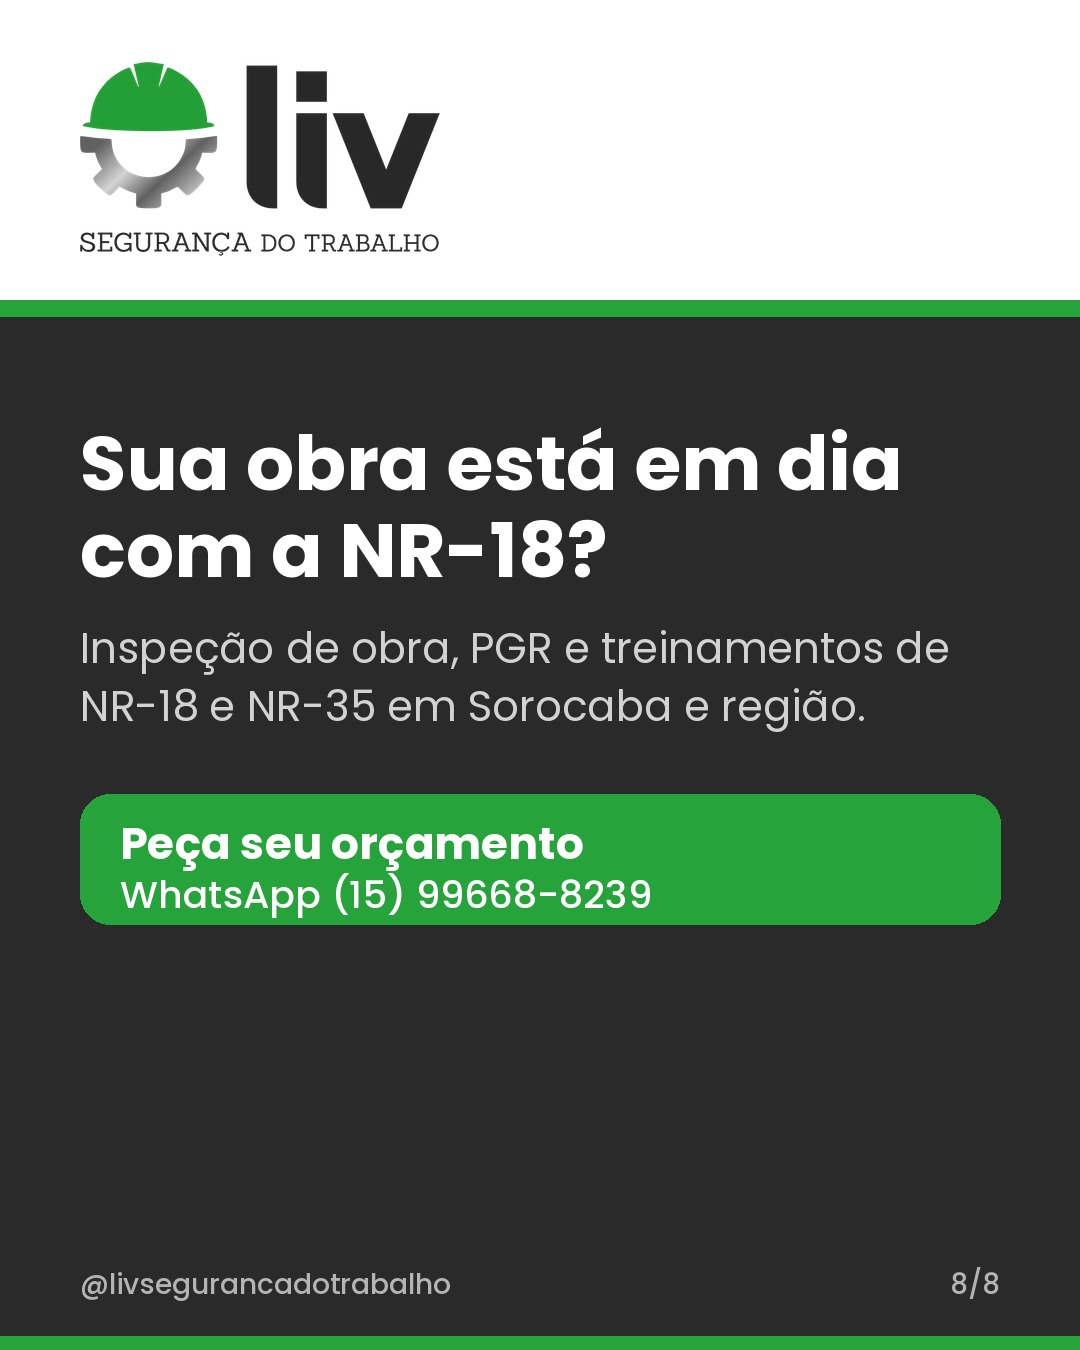 liv
SEGURANÇA DO TRABALHO
Sua obra está em dia
com a NR-18?
Inspeção de obra, PGR e treinamentos de
NR-18 e NR-35 em Sorocaba e região.
Peça seu orçamento
WhatsApp (15) 99668-8239
@livsegurancadotrabalho
8/8